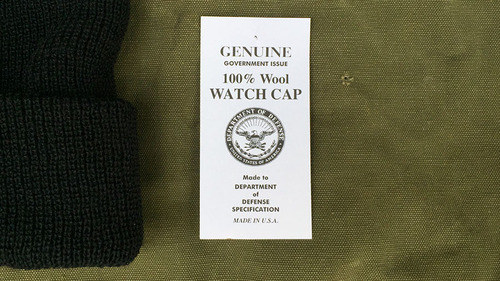 GENUINE
GOVERNMENT ISSUE
100% Wool
WATCH CAP
DEPARTMENT OF DEFENSE
UNITED STATES OF AMERICA
Made to
DEPARTMENT
of
DEFENSE
SPECIFICATION
MADE IN U.S.A.